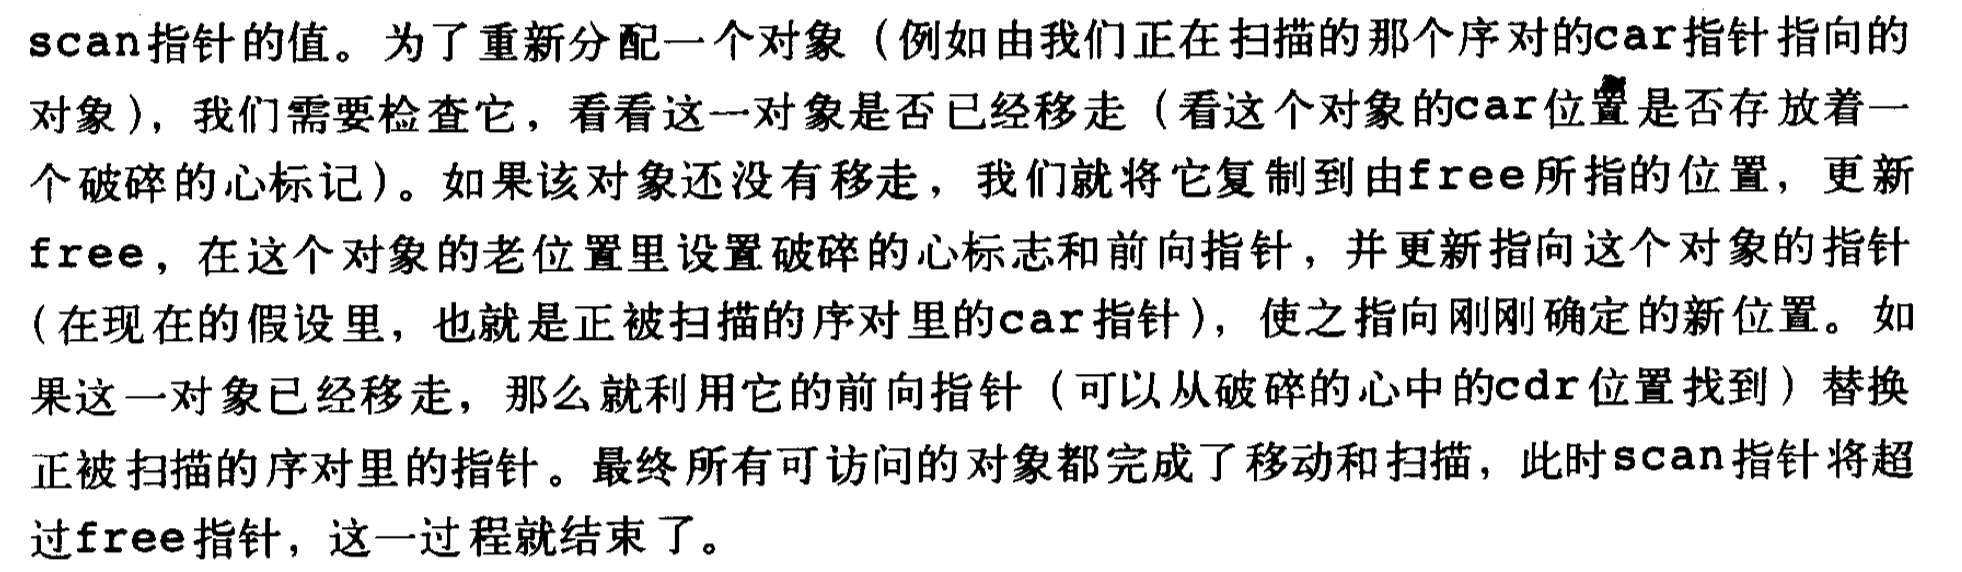 scan指针的值。为了重新分配一个对象（例如由我们正在扫描的那个序对的car指针指向的
对象），我们需要检查它，看看这一对象是否已经移走（看这个对象的car位置是否存放着一
个破碎的心标记）。如果该对象还没有移走，我们就将它复制到由free所指的位置，更新
free，在这个对象的老位置里设置破碎的心标志和前向指针，并更新指向这个对象的指针
（在现在的假设里，也就是正被扫描的序对里的car指针），使之指向刚刚确定的新位置。如
果这一对象已经移走，那么就利用它的前向指针（可以从破碎的心中的cdr位置找到）替换
正被扫描的序对里的指针。最终所有可访问的对象都完成了移动和扫描，此时scan指针将超
过free指针，这一过程就结束了。